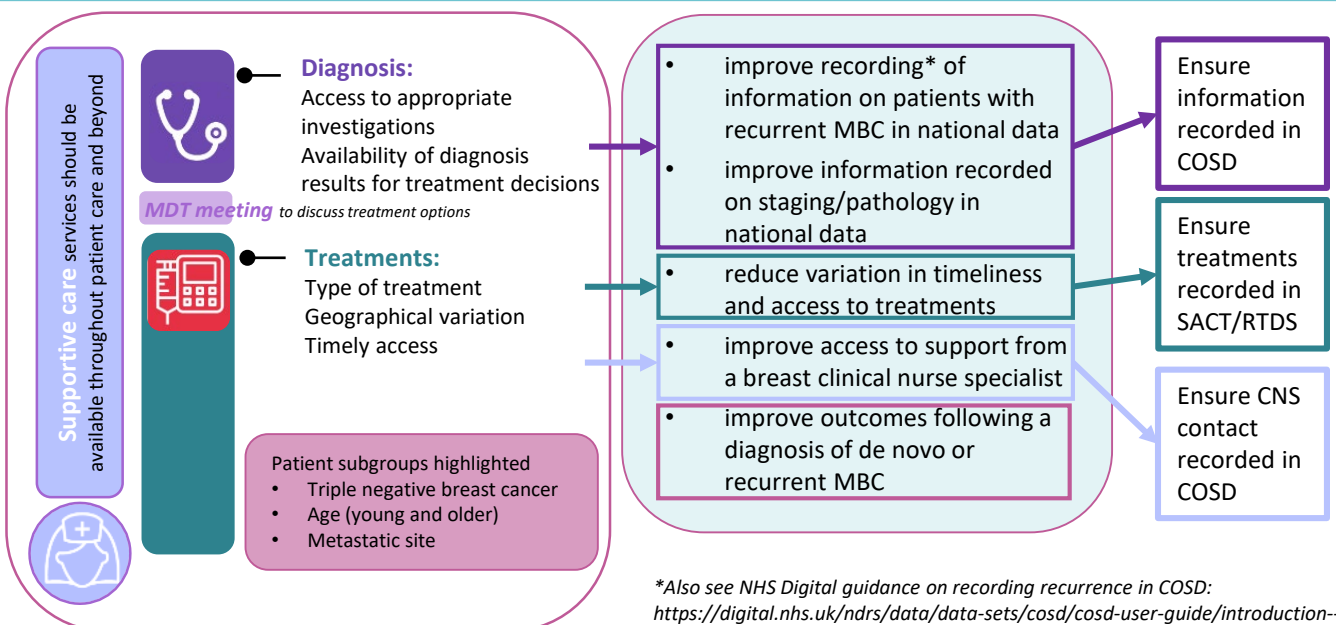 Supportive care services should be
available throughout patient care and beyond
Diagnosis:
Access to appropriate
investigations
Availability of diagnosis
results for treatment decisions
MDT meeting to discuss treatment options
Treatments:
Type of treatment
Geographical variation
Timely access
Patient subgroups highlighted
• Triple negative breast cancer
• Age (young and older)
• Metastatic site
• improve recording* of
information on patients with
recurrent MBC in national data
• improve information recorded
on staging/pathology in
national data
• reduce variation in timeliness
and access to treatments
• improve access to support from
a breast clinical nurse specialist
• improve outcomes following a
diagnosis of de novo or
recurrent MBC
Ensure
information
recorded in
COSD
Ensure
treatments
recorded in
SACT/RTDS
Ensure CNS
contact
recorded in
COSD
*Also see NHS Digital guidance on recording recurrence in COSD:
https://digital.nhs.uk/ndrs/data/data-sets/cosd/cosd-user-guide/introduction--